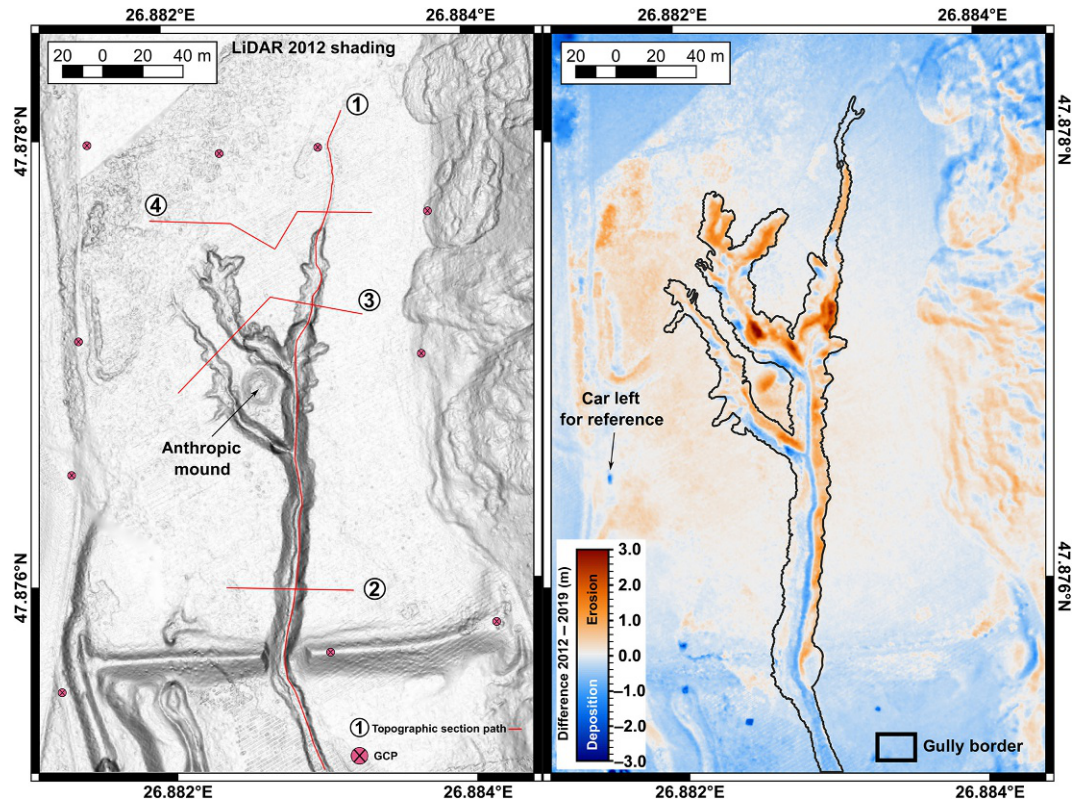 26.882°E
26.884°E
26.882°E
26.884°E
20 0 20 40 m
LiDAR 2012 shading
20 0 20 40 m
47.878°N
47.878°N
1
4
3
Anthropic
mound
Car left
for reference
47.876°N
47.876°N
2
Difference 2012 – 2019 (m)
Deposition
Erosion
3.0
2.0
1.0
0.0
–1.0
–2.0
–3.0
1 Topographic section path
GCP
Gully border
26.882°E
26.884°E
26.882°E
26.884°E